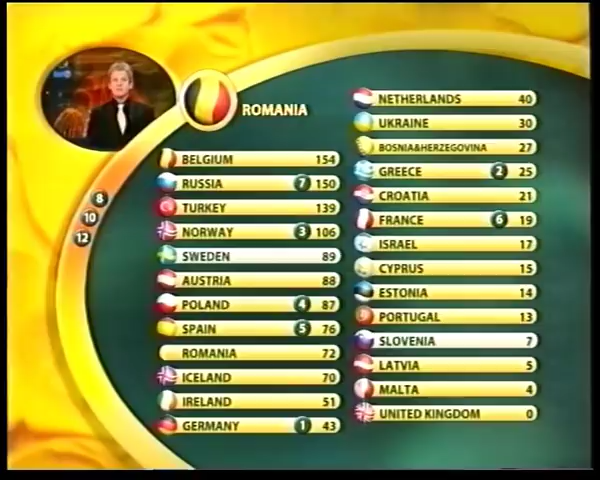 ROMANIA
8
10
12
BELGIUM 154
RUSSIA 7 150
TURKEY 139
NORWAY 3 106
SWEDEN 89
AUSTRIA 88
POLAND 4 87
SPAIN 5 76
ROMANIA 72
ICELAND 70
IRELAND 51
GERMANY 1 43
NETHERLANDS 40
UKRAINE 30
BOSNIA&HERZEGOVINA 27
GREECE 2 25
CROATIA 21
FRANCE 6 19
ISRAEL 17
CYPRUS 15
ESTONIA 14
PORTUGAL 13
SLOVENIA 7
LATVIA 5
MALTA 4
UNITED KINGDOM 0